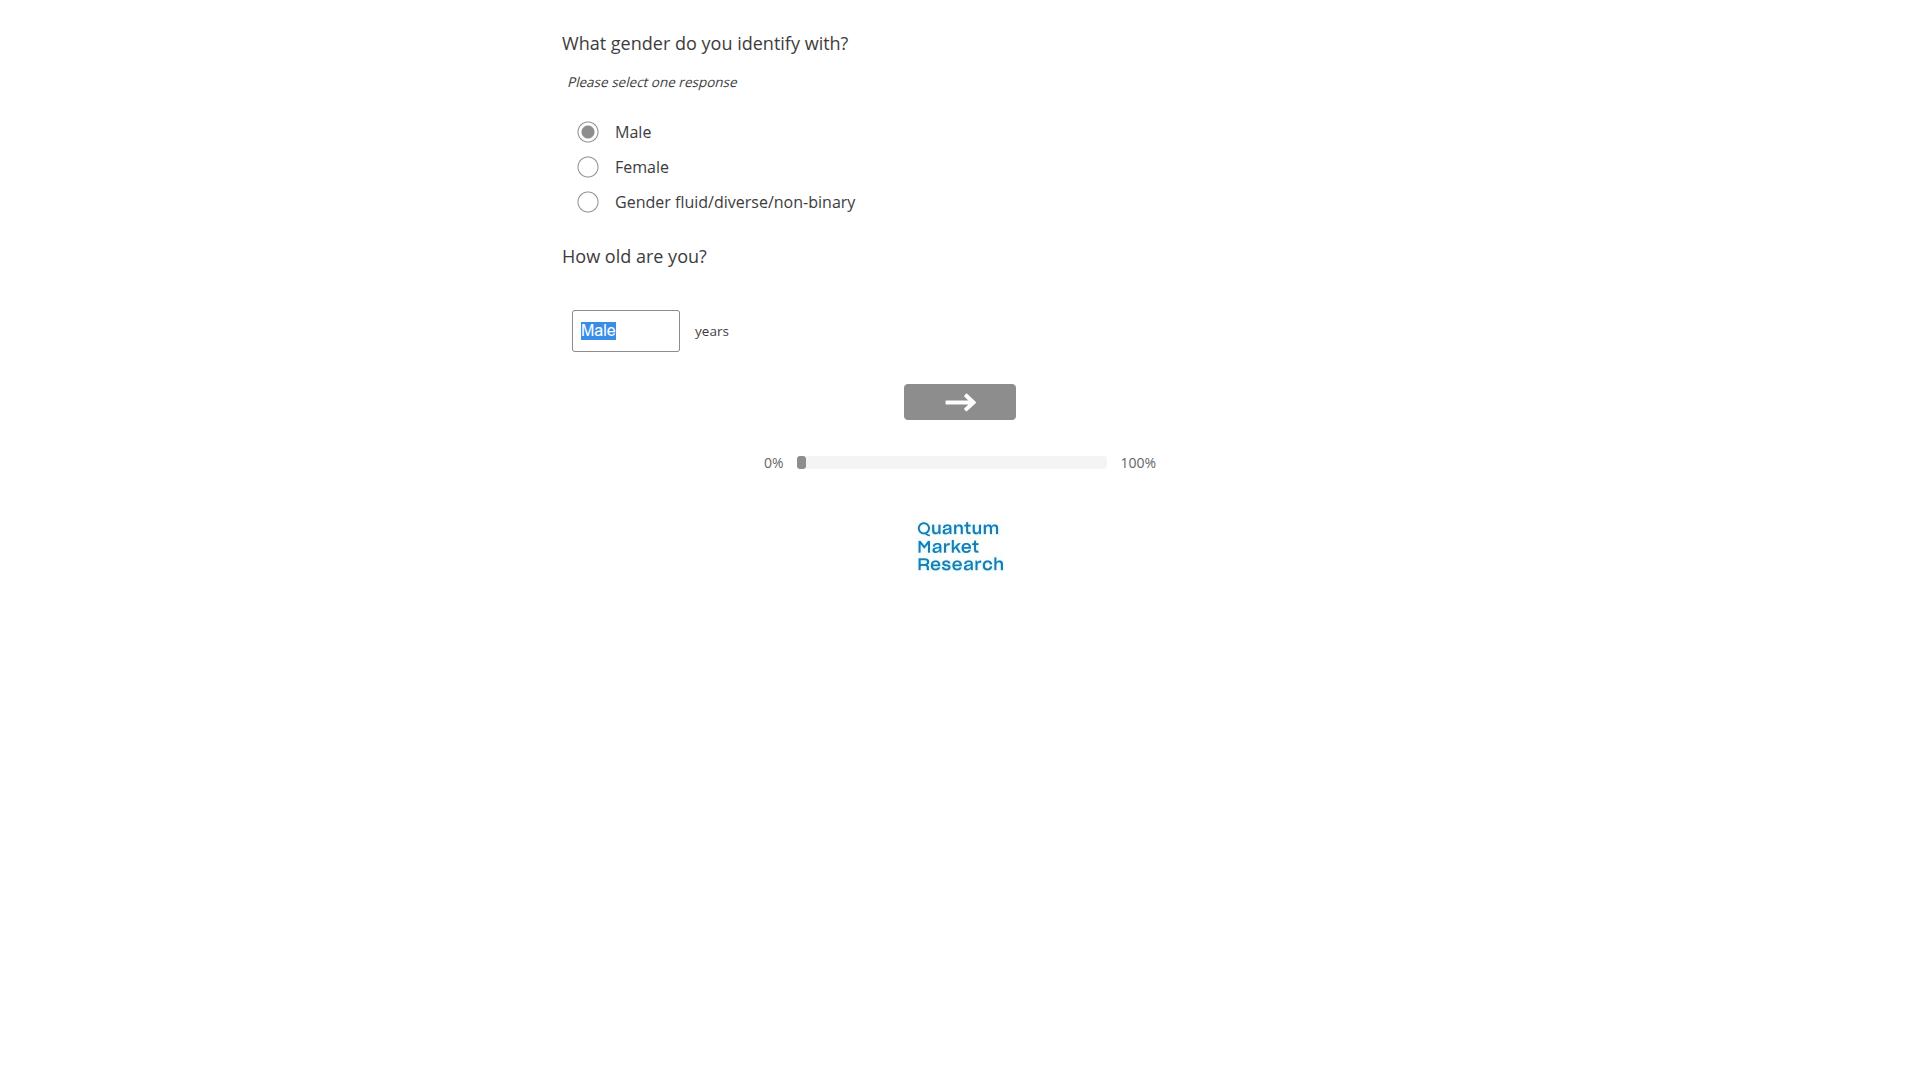 What gender do you identify with?
Please select one response
Male
Female
Gender fluid/diverse/non-binary
How old are you?
Male years
0% 100%
Quantum
Market
Research